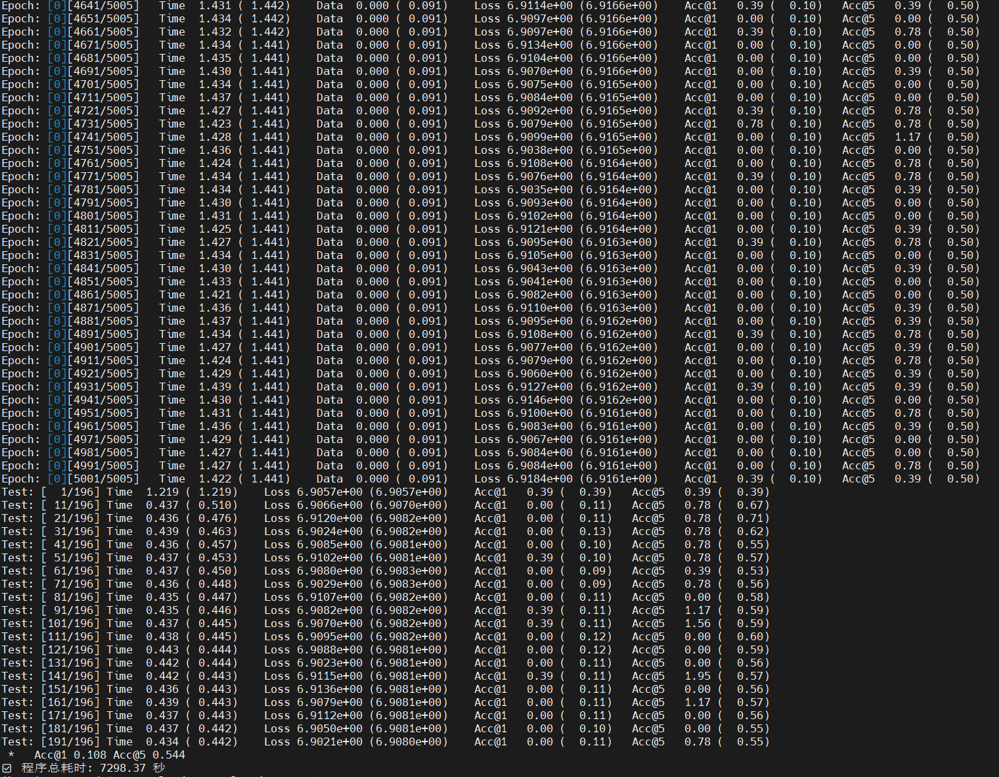 Epoch: [0][4641/5005]   Time  1.431 ( 1.442)    Data  0.000 ( 0.091)    Loss 6.9114e+00 (6.9166e+00)    Acc@1   0.39 (  0.10)   Acc@5   0.39 (  0.50)
Epoch: [0][4651/5005]   Time  1.434 ( 1.442)    Data  0.000 ( 0.091)    Loss 6.9097e+00 (6.9166e+00)    Acc@1   0.00 (  0.10)   Acc@5   0.00 (  0.50)
Epoch: [0][4661/5005]   Time  1.432 ( 1.442)    Data  0.000 ( 0.091)    Loss 6.9097e+00 (6.9166e+00)    Acc@1   0.39 (  0.10)   Acc@5   0.78 (  0.50)
Epoch: [0][4671/5005]   Time  1.434 ( 1.441)    Data  0.000 ( 0.091)    Loss 6.9134e+00 (6.9166e+00)    Acc@1   0.00 (  0.10)   Acc@5   0.00 (  0.50)
Epoch: [0][4681/5005]   Time  1.435 ( 1.441)    Data  0.000 ( 0.091)    Loss 6.9104e+00 (6.9166e+00)    Acc@1   0.00 (  0.10)   Acc@5   0.00 (  0.50)
Epoch: [0][4691/5005]   Time  1.430 ( 1.441)    Data  0.000 ( 0.091)    Loss 6.9070e+00 (6.9166e+00)    Acc@1   0.00 (  0.10)   Acc@5   0.39 (  0.50)
Epoch: [0][4701/5005]   Time  1.434 ( 1.441)    Data  0.000 ( 0.091)    Loss 6.9075e+00 (6.9165e+00)    Acc@1   0.00 (  0.10)   Acc@5   0.00 (  0.50)
Epoch: [0][4711/5005]   Time  1.437 ( 1.441)    Data  0.000 ( 0.091)    Loss 6.9084e+00 (6.9165e+00)    Acc@1   0.00 (  0.10)   Acc@5   0.00 (  0.50)
Epoch: [0][4721/5005]   Time  1.427 ( 1.441)    Data  0.000 ( 0.091)    Loss 6.9092e+00 (6.9165e+00)    Acc@1   0.39 (  0.10)   Acc@5   0.78 (  0.50)
Epoch: [0][4731/5005]   Time  1.423 ( 1.441)    Data  0.000 ( 0.091)    Loss 6.9079e+00 (6.9165e+00)    Acc@1   0.78 (  0.10)   Acc@5   0.78 (  0.50)
Epoch: [0][4741/5005]   Time  1.428 ( 1.441)    Data  0.000 ( 0.091)    Loss 6.9099e+00 (6.9165e+00)    Acc@1   0.00 (  0.10)   Acc@5   1.17 (  0.50)
Epoch: [0][4751/5005]   Time  1.436 ( 1.441)    Data  0.000 ( 0.091)    Loss 6.9038e+00 (6.9165e+00)    Acc@1   0.00 (  0.10)   Acc@5   0.00 (  0.50)
Epoch: [0][4761/5005]   Time  1.424 ( 1.441)    Data  0.000 ( 0.091)    Loss 6.9108e+00 (6.9164e+00)    Acc@1   0.00 (  0.10)   Acc@5   0.78 (  0.50)
Epoch: [0][4771/5005]   Time  1.434 ( 1.441)    Data  0.000 ( 0.091)    Loss 6.9076e+00 (6.9164e+00)    Acc@1   0.39 (  0.10)   Acc@5   0.78 (  0.50)
Epoch: [0][4781/5005]   Time  1.434 ( 1.441)    Data  0.000 ( 0.091)    Loss 6.9035e+00 (6.9164e+00)    Acc@1   0.00 (  0.10)   Acc@5   0.39 (  0.50)
Epoch: [0][4791/5005]   Time  1.430 ( 1.441)    Data  0.000 ( 0.091)    Loss 6.9093e+00 (6.9164e+00)    Acc@1   0.00 (  0.10)   Acc@5   0.00 (  0.50)
Epoch: [0][4801/5005]   Time  1.431 ( 1.441)    Data  0.000 ( 0.091)    Loss 6.9102e+00 (6.9164e+00)    Acc@1   0.00 (  0.10)   Acc@5   0.00 (  0.50)
Epoch: [0][4811/5005]   Time  1.425 ( 1.441)    Data  0.000 ( 0.091)    Loss 6.9121e+00 (6.9164e+00)    Acc@1   0.00 (  0.10)   Acc@5   0.39 (  0.50)
Epoch: [0][4821/5005]   Time  1.427 ( 1.441)    Data  0.000 ( 0.091)    Loss 6.9095e+00 (6.9163e+00)    Acc@1   0.39 (  0.10)   Acc@5   0.78 (  0.50)
Epoch: [0][4831/5005]   Time  1.434 ( 1.441)    Data  0.000 ( 0.091)    Loss 6.9105e+00 (6.9163e+00)    Acc@1   0.00 (  0.10)   Acc@5   0.00 (  0.50)
Epoch: [0][4841/5005]   Time  1.430 ( 1.441)    Data  0.000 ( 0.091)    Loss 6.9043e+00 (6.9163e+00)    Acc@1   0.00 (  0.10)   Acc@5   0.39 (  0.50)
Epoch: [0][4851/5005]   Time  1.433 ( 1.441)    Data  0.000 ( 0.091)    Loss 6.9041e+00 (6.9163e+00)    Acc@1   0.00 (  0.10)   Acc@5   0.00 (  0.50)
Epoch: [0][4861/5005]   Time  1.421 ( 1.441)    Data  0.000 ( 0.091)    Loss 6.9082e+00 (6.9163e+00)    Acc@1   0.00 (  0.10)   Acc@5   0.00 (  0.50)
Epoch: [0][4871/5005]   Time  1.436 ( 1.441)    Data  0.000 ( 0.091)    Loss 6.9110e+00 (6.9163e+00)    Acc@1   0.00 (  0.10)   Acc@5   0.39 (  0.50)
Epoch: [0][4881/5005]   Time  1.437 ( 1.441)    Data  0.000 ( 0.091)    Loss 6.9095e+00 (6.9162e+00)    Acc@1   0.00 (  0.10)   Acc@5   0.39 (  0.50)
Epoch: [0][4891/5005]   Time  1.434 ( 1.441)    Data  0.000 ( 0.091)    Loss 6.9108e+00 (6.9162e+00)    Acc@1   0.39 (  0.10)   Acc@5   0.78 (  0.50)
Epoch: [0][4901/5005]   Time  1.427 ( 1.441)    Data  0.000 ( 0.091)    Loss 6.9077e+00 (6.9162e+00)    Acc@1   0.00 (  0.10)   Acc@5   0.39 (  0.50)
Epoch: [0][4911/5005]   Time  1.424 ( 1.441)    Data  0.000 ( 0.091)    Loss 6.9079e+00 (6.9162e+00)    Acc@1   0.00 (  0.10)   Acc@5   0.78 (  0.50)
Epoch: [0][4921/5005]   Time  1.429 ( 1.441)    Data  0.000 ( 0.091)    Loss 6.9060e+00 (6.9162e+00)    Acc@1   0.00 (  0.10)   Acc@5   0.39 (  0.50)
Epoch: [0][4931/5005]   Time  1.439 ( 1.441)    Data  0.000 ( 0.091)    Loss 6.9127e+00 (6.9162e+00)    Acc@1   0.39 (  0.10)   Acc@5   0.39 (  0.50)
Epoch: [0][4941/5005]   Time  1.430 ( 1.441)    Data  0.000 ( 0.091)    Loss 6.9146e+00 (6.9162e+00)    Acc@1   0.00 (  0.10)   Acc@5   0.00 (  0.50)
Epoch: [0][4951/5005]   Time  1.431 ( 1.441)    Data  0.000 ( 0.091)    Loss 6.9100e+00 (6.9161e+00)    Acc@1   0.00 (  0.10)   Acc@5   0.78 (  0.50)
Epoch: [0][4961/5005]   Time  1.436 ( 1.441)    Data  0.000 ( 0.091)    Loss 6.9083e+00 (6.9161e+00)    Acc@1   0.00 (  0.10)   Acc@5   0.39 (  0.50)
Epoch: [0][4971/5005]   Time  1.429 ( 1.441)    Data  0.000 ( 0.091)    Loss 6.9067e+00 (6.9161e+00)    Acc@1   0.00 (  0.10)   Acc@5   0.00 (  0.50)
Epoch: [0][4981/5005]   Time  1.427 ( 1.441)    Data  0.000 ( 0.091)    Loss 6.9084e+00 (6.9161e+00)    Acc@1   0.00 (  0.10)   Acc@5   0.00 (  0.50)
Epoch: [0][4991/5005]   Time  1.427 ( 1.441)    Data  0.000 ( 0.091)    Loss 6.9084e+00 (6.9161e+00)    Acc@1   0.00 (  0.10)   Acc@5   0.78 (  0.50)
Epoch: [0][5001/5005]   Time  1.422 ( 1.441)    Data  0.000 ( 0.091)    Loss 6.9184e+00 (6.9161e+00)    Acc@1   0.39 (  0.10)   Acc@5   0.39 (  0.50)
Test: [  1/196] Time  1.219 ( 1.219)    Loss 6.9057e+00 (6.9057e+00)    Acc@1   0.39 (  0.39)   Acc@5   0.39 (  0.39)
Test: [ 11/196] Time  0.437 ( 0.510)    Loss 6.9066e+00 (6.9070e+00)    Acc@1   0.00 (  0.11)   Acc@5   0.78 (  0.67)
Test: [ 21/196] Time  0.436 ( 0.476)    Loss 6.9120e+00 (6.9082e+00)    Acc@1   0.00 (  0.11)   Acc@5   0.78 (  0.71)
Test: [ 31/196] Time  0.439 ( 0.463)    Loss 6.9024e+00 (6.9082e+00)    Acc@1   0.00 (  0.13)   Acc@5   0.78 (  0.62)
Test: [ 41/196] Time  0.436 ( 0.457)    Loss 6.9085e+00 (6.9081e+00)    Acc@1   0.00 (  0.10)   Acc@5   0.78 (  0.55)
Test: [ 51/196] Time  0.437 ( 0.453)    Loss 6.9102e+00 (6.9081e+00)    Acc@1   0.39 (  0.10)   Acc@5   0.78 (  0.57)
Test: [ 61/196] Time  0.437 ( 0.450)    Loss 6.9080e+00 (6.9083e+00)    Acc@1   0.00 (  0.09)   Acc@5   0.39 (  0.53)
Test: [ 71/196] Time  0.436 ( 0.448)    Loss 6.9029e+00 (6.9083e+00)    Acc@1   0.00 (  0.09)   Acc@5   0.78 (  0.56)
Test: [ 81/196] Time  0.435 ( 0.447)    Loss 6.9107e+00 (6.9082e+00)    Acc@1   0.00 (  0.11)   Acc@5   0.00 (  0.58)
Test: [ 91/196] Time  0.435 ( 0.446)    Loss 6.9082e+00 (6.9082e+00)    Acc@1   0.39 (  0.11)   Acc@5   1.17 (  0.59)
Test: [101/196] Time  0.437 ( 0.445)    Loss 6.9070e+00 (6.9082e+00)    Acc@1   0.39 (  0.11)   Acc@5   1.56 (  0.59)
Test: [111/196] Time  0.438 ( 0.445)    Loss 6.9095e+00 (6.9082e+00)    Acc@1   0.00 (  0.12)   Acc@5   0.00 (  0.60)
Test: [121/196] Time  0.443 ( 0.444)    Loss 6.9088e+00 (6.9081e+00)    Acc@1   0.00 (  0.12)   Acc@5   0.00 (  0.59)
Test: [131/196] Time  0.442 ( 0.444)    Loss 6.9023e+00 (6.9081e+00)    Acc@1   0.00 (  0.11)   Acc@5   0.00 (  0.56)
Test: [141/196] Time  0.442 ( 0.443)    Loss 6.9115e+00 (6.9081e+00)    Acc@1   0.39 (  0.11)   Acc@5   1.95 (  0.57)
Test: [151/196] Time  0.436 ( 0.443)    Loss 6.9136e+00 (6.9081e+00)    Acc@1   0.00 (  0.11)   Acc@5   0.00 (  0.56)
Test: [161/196] Time  0.439 ( 0.443)    Loss 6.9079e+00 (6.9081e+00)    Acc@1   0.00 (  0.11)   Acc@5   1.17 (  0.57)
Test: [171/196] Time  0.437 ( 0.443)    Loss 6.9112e+00 (6.9081e+00)    Acc@1   0.00 (  0.11)   Acc@5   0.00 (  0.56)
Test: [181/196] Time  0.437 ( 0.442)    Loss 6.9050e+00 (6.9081e+00)    Acc@1   0.00 (  0.10)   Acc@5   0.00 (  0.55)
Test: [191/196] Time  0.434 ( 0.442)    Loss 6.9021e+00 (6.9080e+00)    Acc@1   0.00 (  0.11)   Acc@5   0.78 (  0.55)
 *   Acc@1 0.108 Acc@5 0.544
☑ 程序总耗时: 7298.37 秒